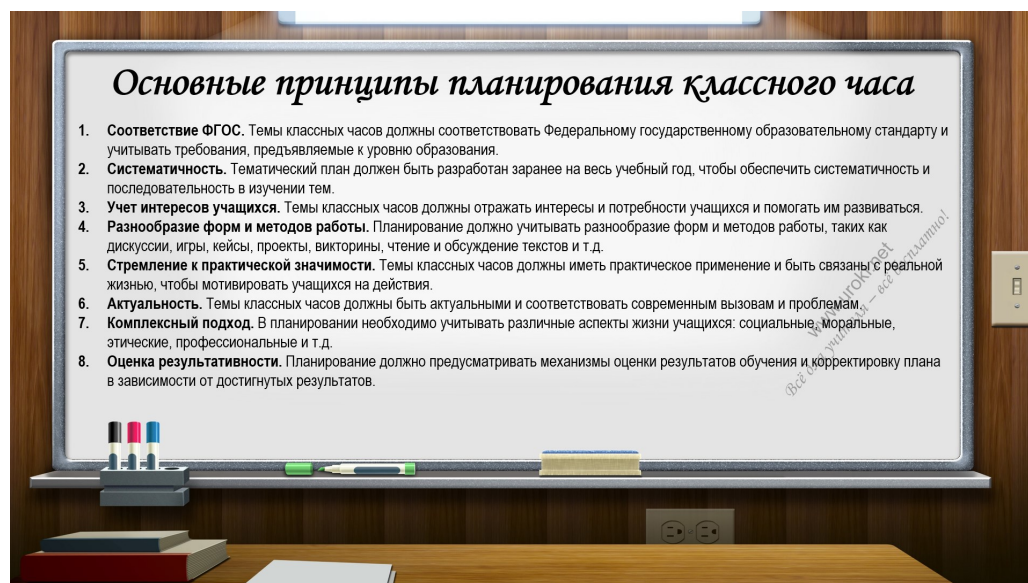 Основные принципы планирования классного часа
1. Соответствие ФГОС. Темы классных часов должны соответствовать Федеральному государственному образовательному стандарту и
учитывать требования, предъявляемые к уровню образования.
2. Систематичность. Тематический план должен быть разработан заранее на весь учебный год, чтобы обеспечить систематичность и
последовательность в изучении тем.
3. Учет интересов учащихся. Темы классных часов должны отражать интересы и потребности учащихся и помогать им развиваться.
4. Разнообразие форм и методов работы. Планирование должно учитывать разнообразие форм и методов работы, таких как
дискуссии, игры, кейсы, проекты, викторины, чтение и обсуждение текстов и т.д.
5. Стремление к практической значимости. Темы классных часов должны иметь практическое применение и быть связаны с реальной
жизнью, чтобы мотивировать учащихся на действия.
6. Актуальность. Темы классных часов должны быть актуальными и соответствовать современным вызовам и проблемам.
7. Комплексный подход. В планировании необходимо учитывать различные аспекты жизни учащихся: социальные, моральные,
этические, профессиональные и т.д.
8. Оценка результативности. Планирование должно предусматривать механизмы оценки результатов обучения и корректировку плана
в зависимости от достигнутых результатов.
www.uroki.net
Всё для учителя – всё бесплатно!